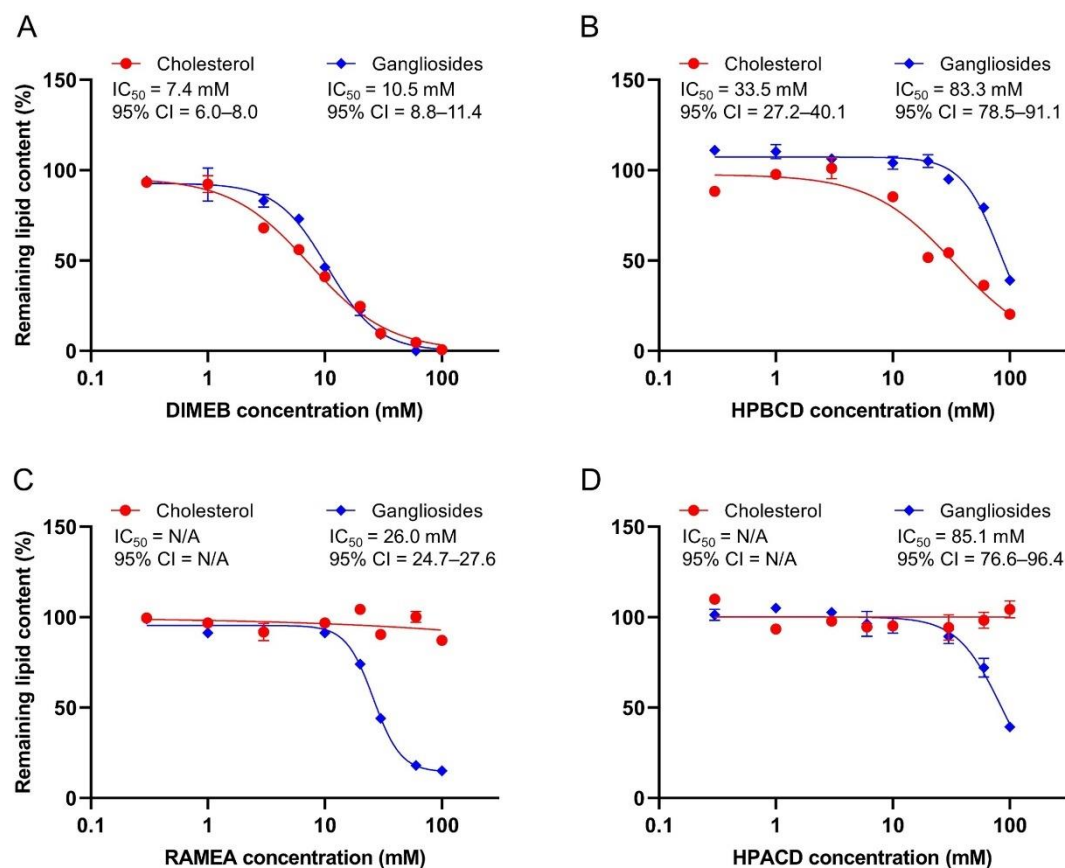 A
Cholesterol
IC50 = 7.4 mM
95% CI = 6.0–8.0
Gangliosides
IC50 = 10.5 mM
95% CI = 8.8–11.4
Remaining lipid content (%)
150
100
50
0
0.1 1 10 100
DIMEB concentration (mM)
B
Cholesterol
IC50 = 33.5 mM
95% CI = 27.2–40.1
Gangliosides
IC50 = 83.3 mM
95% CI = 78.5–91.1
150
100
50
0
0.1 1 10 100
HPBCD concentration (mM)
C
Cholesterol
IC50 = N/A
95% CI = N/A
Gangliosides
IC50 = 26.0 mM
95% CI = 24.7–27.6
Remaining lipid content (%)
150
100
50
0
0.1 1 10 100
RAMEA concentration (mM)
D
Cholesterol
IC50 = N/A
95% CI = N/A
Gangliosides
IC50 = 85.1 mM
95% CI = 76.6–96.4
150
100
50
0
0.1 1 10 100
HPACD concentration (mM)